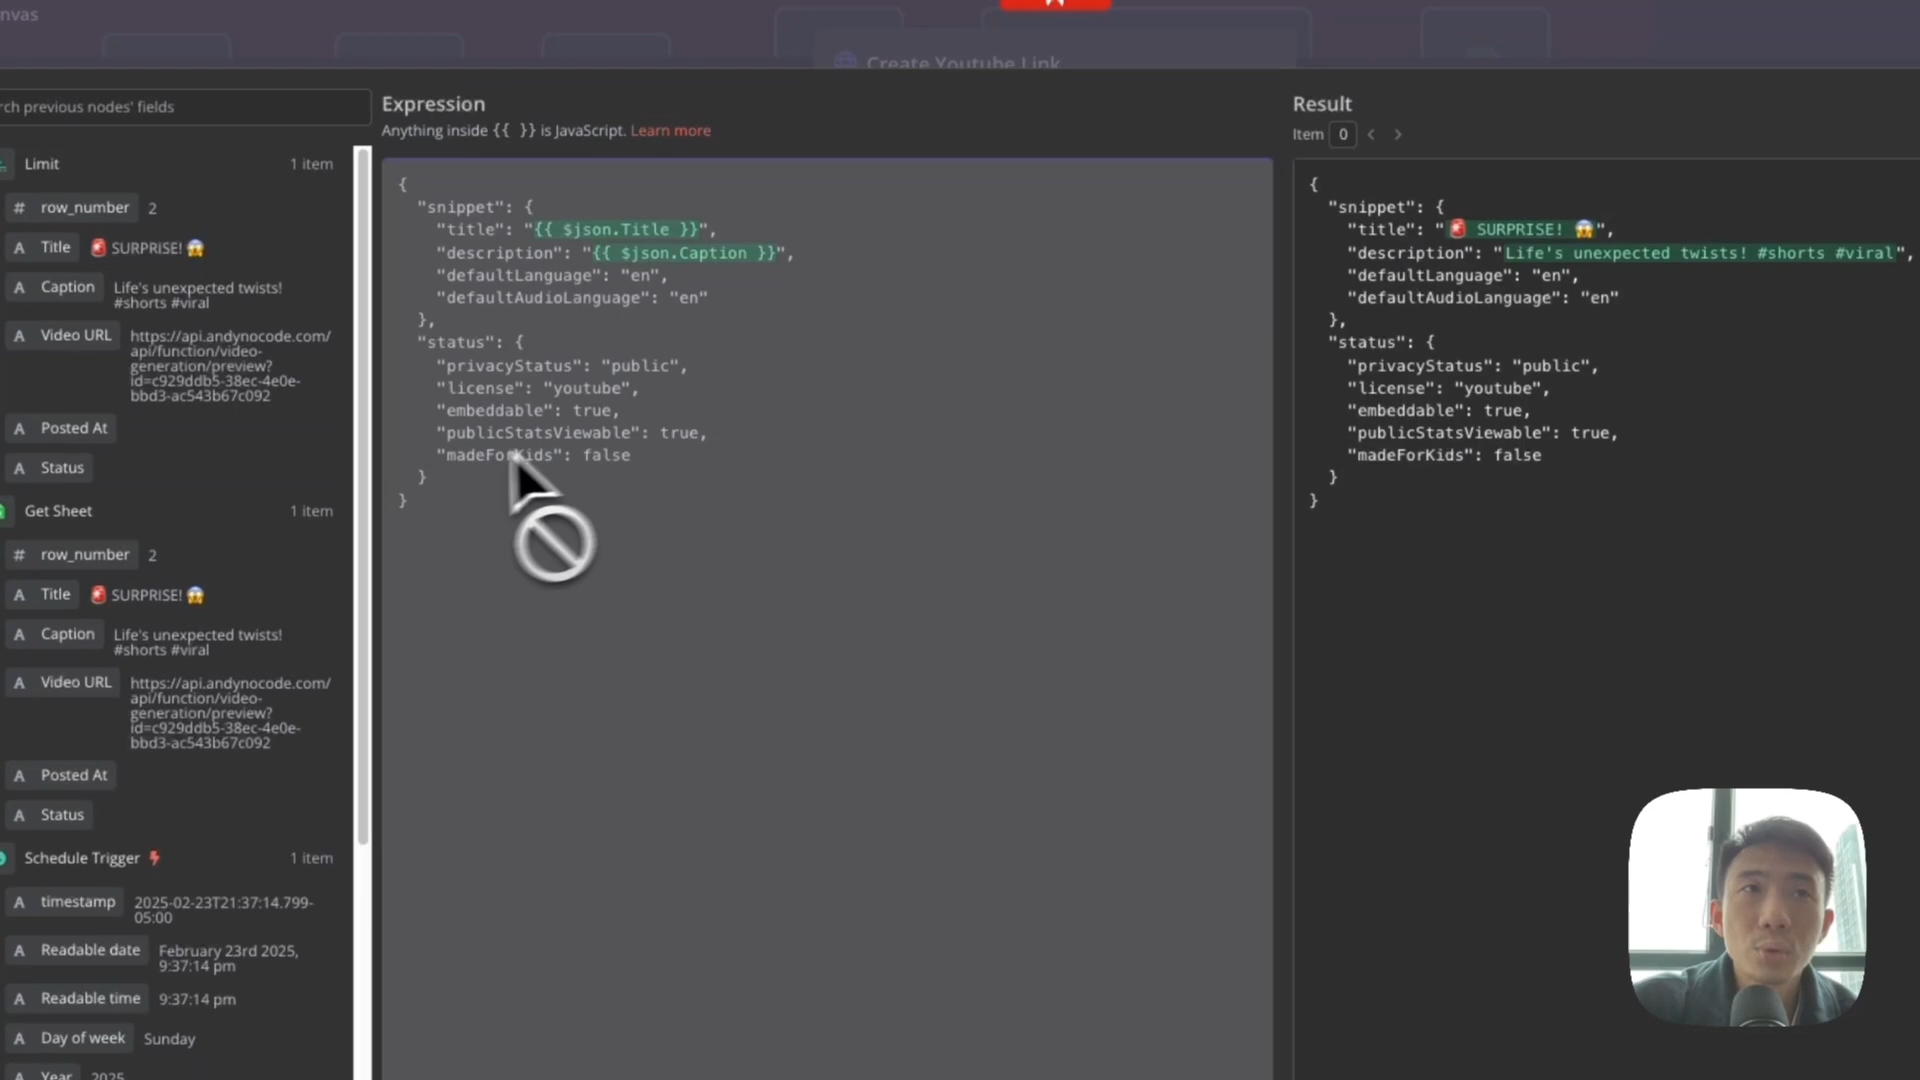 nvas
Create Youtube Link
rch previous nodes' fields
Limit 1 item
# row_number 2
A Title 🚨 SURPRISE! 😱
A Caption Life's unexpected twists!
#shorts #viral
A Video URL https://api.andynocode.com/
api/function/video-
generation/preview?
id=c929ddb5-38ec-4e0e-
bbd3-ac543b67c092
A Posted At
A Status
Get Sheet 1 item
# row_number 2
A Title 🚨 SURPRISE! 😱
A Caption Life's unexpected twists!
#shorts #viral
A Video URL https://api.andynocode.com/
api/function/video-
generation/preview?
id=c929ddb5-38ec-4e0e-
bbd3-ac543b67c092
A Posted At
A Status
Schedule Trigger 1 item
A timestamp 2025-02-23T21:37:14.799-
05:00
A Readable date February 23rd 2025,
9:37:14 pm
A Readable time 9:37:14 pm
A Day of week Sunday
A Year 2025
Expression
Anything inside {{ }} is JavaScript. Learn more
{
"snippet": {
"title": "{{ $json.Title }}",
"description": "{{ $json.Caption }}",
"defaultLanguage": "en",
"defaultAudioLanguage": "en"
},
"status": {
"privacyStatus": "public",
"license": "youtube",
"embeddable": true,
"publicStatsViewable": true,
"madeForKids": false
}
}
Result
Item 0 < >
{
"snippet": {
"title": "🚨 SURPRISE! 😱",
"description": "Life's unexpected twists! #shorts #viral",
"defaultLanguage": "en",
"defaultAudioLanguage": "en"
},
"status": {
"privacyStatus": "public",
"license": "youtube",
"embeddable": true,
"publicStatsViewable": true,
"madeForKids": false
}
}